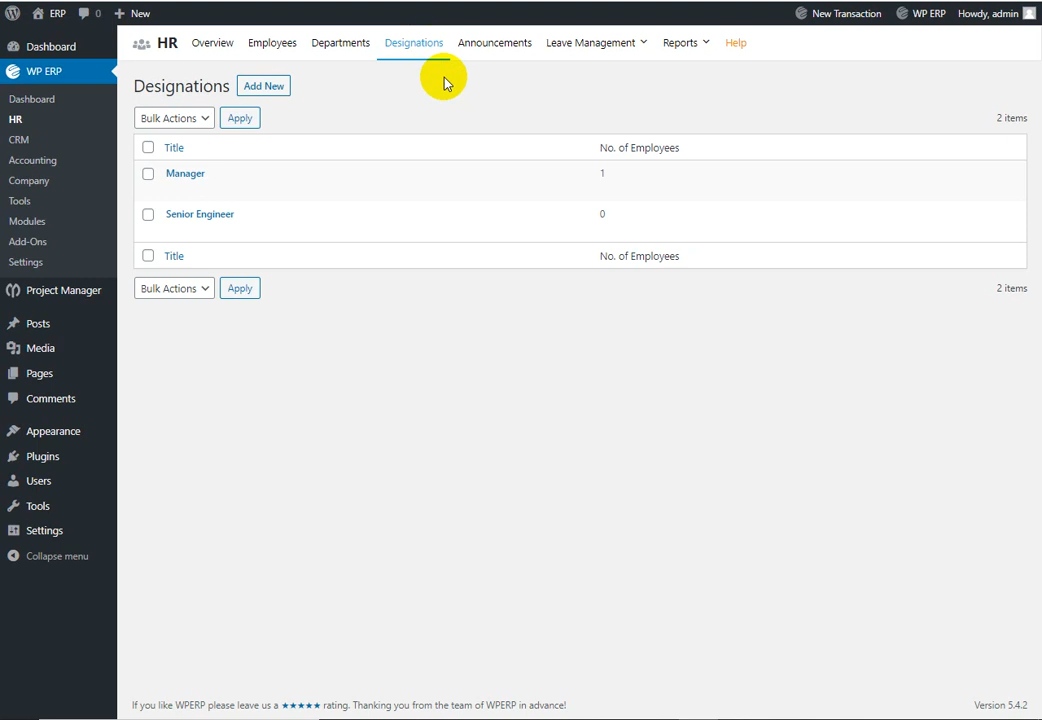 ERP 0 New New Transaction WP ERP Howdy, admin
Dashboard
WP ERP
Dashboard
HR
CRM
Accounting
Company
Tools
Modules
Add-Ons
Settings
Project Manager
Posts
Media
Pages
Comments
Appearance
Plugins
Users
Tools
Settings
Collapse menu
HR Overview Employees Departments Designations Announcements Leave Management Reports Help
Designations Add New
Bulk Actions Apply 2 items
Title No. of Employees
Manager 1
Senior Engineer 0
Title No. of Employees
Bulk Actions Apply 2 items
If you like WPERP please leave us a ★★★★★ rating. Thanking you from the team of WPERP in advance! Version 5.4.2